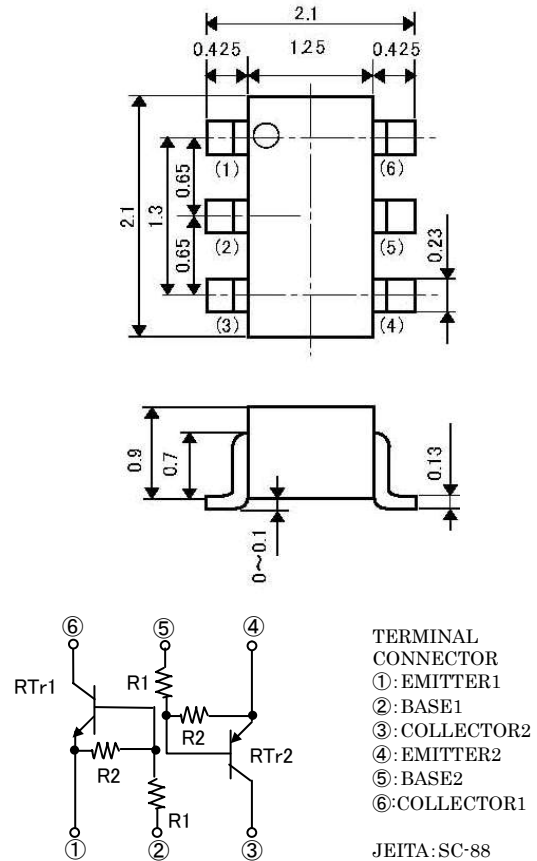 2.1
0.425 1.25 0.425
(1) (6)
0.65
2.1 1.3
(2) (5)
0.65 0.23
(3) (4)
0.9 0.7 0.13
0~0.1
⑥ ⑤ ④
RTr1 R1
R2 RTr2
R2
R1
① ② ③
TERMINAL
CONNECTOR
①:EMITTER1
②:BASE1
③:COLLECTOR2
④:EMITTER2
⑤:BASE2
⑥:COLLECTOR1
JEITA:SC-88